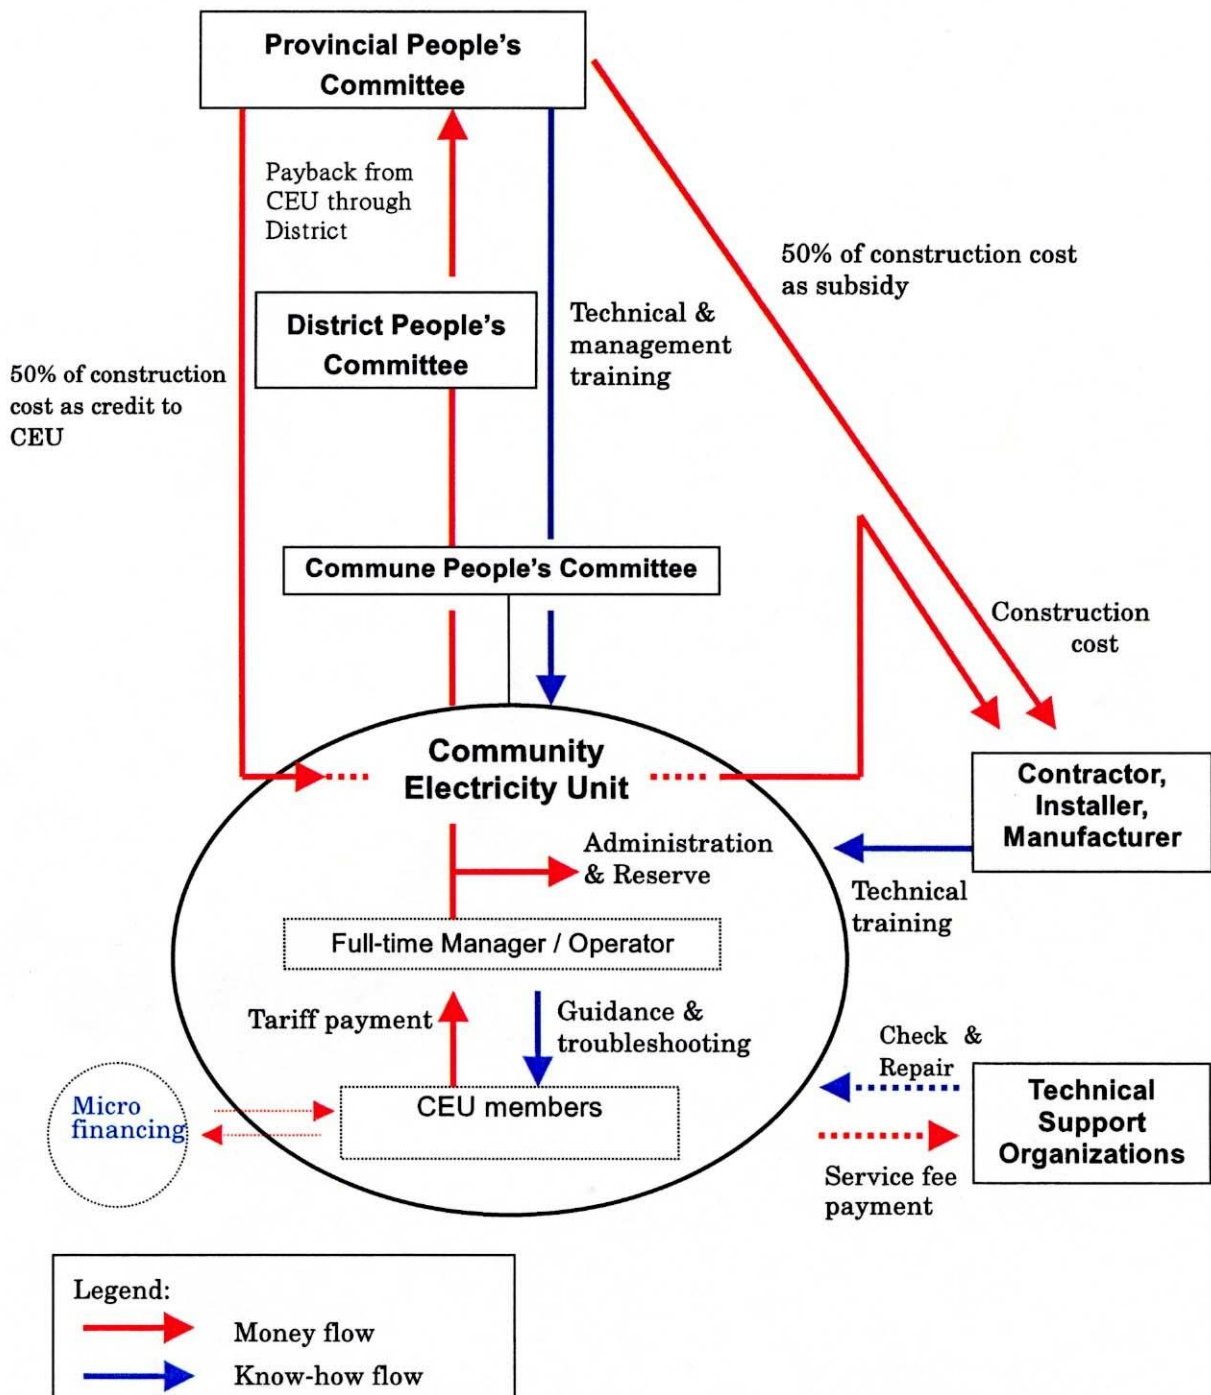 Provincial People's
Committee
Payback from
CEU through
District
50% of construction cost
as subsidy
District People's
Committee
Technical &
management
training
50% of construction
cost as credit to
CEU
Commune People's Committee
Construction
cost
Community
Electricity Unit
Contractor,
Installer,
Manufacturer
Administration
& Reserve
Technical
training
Full-time Manager / Operator
Tariff payment
Guidance &
troubleshooting
Check &
Repair
Micro
financing
CEU members
Technical
Support
Organizations
Service fee
payment
Legend:
Money flow
Know-how flow